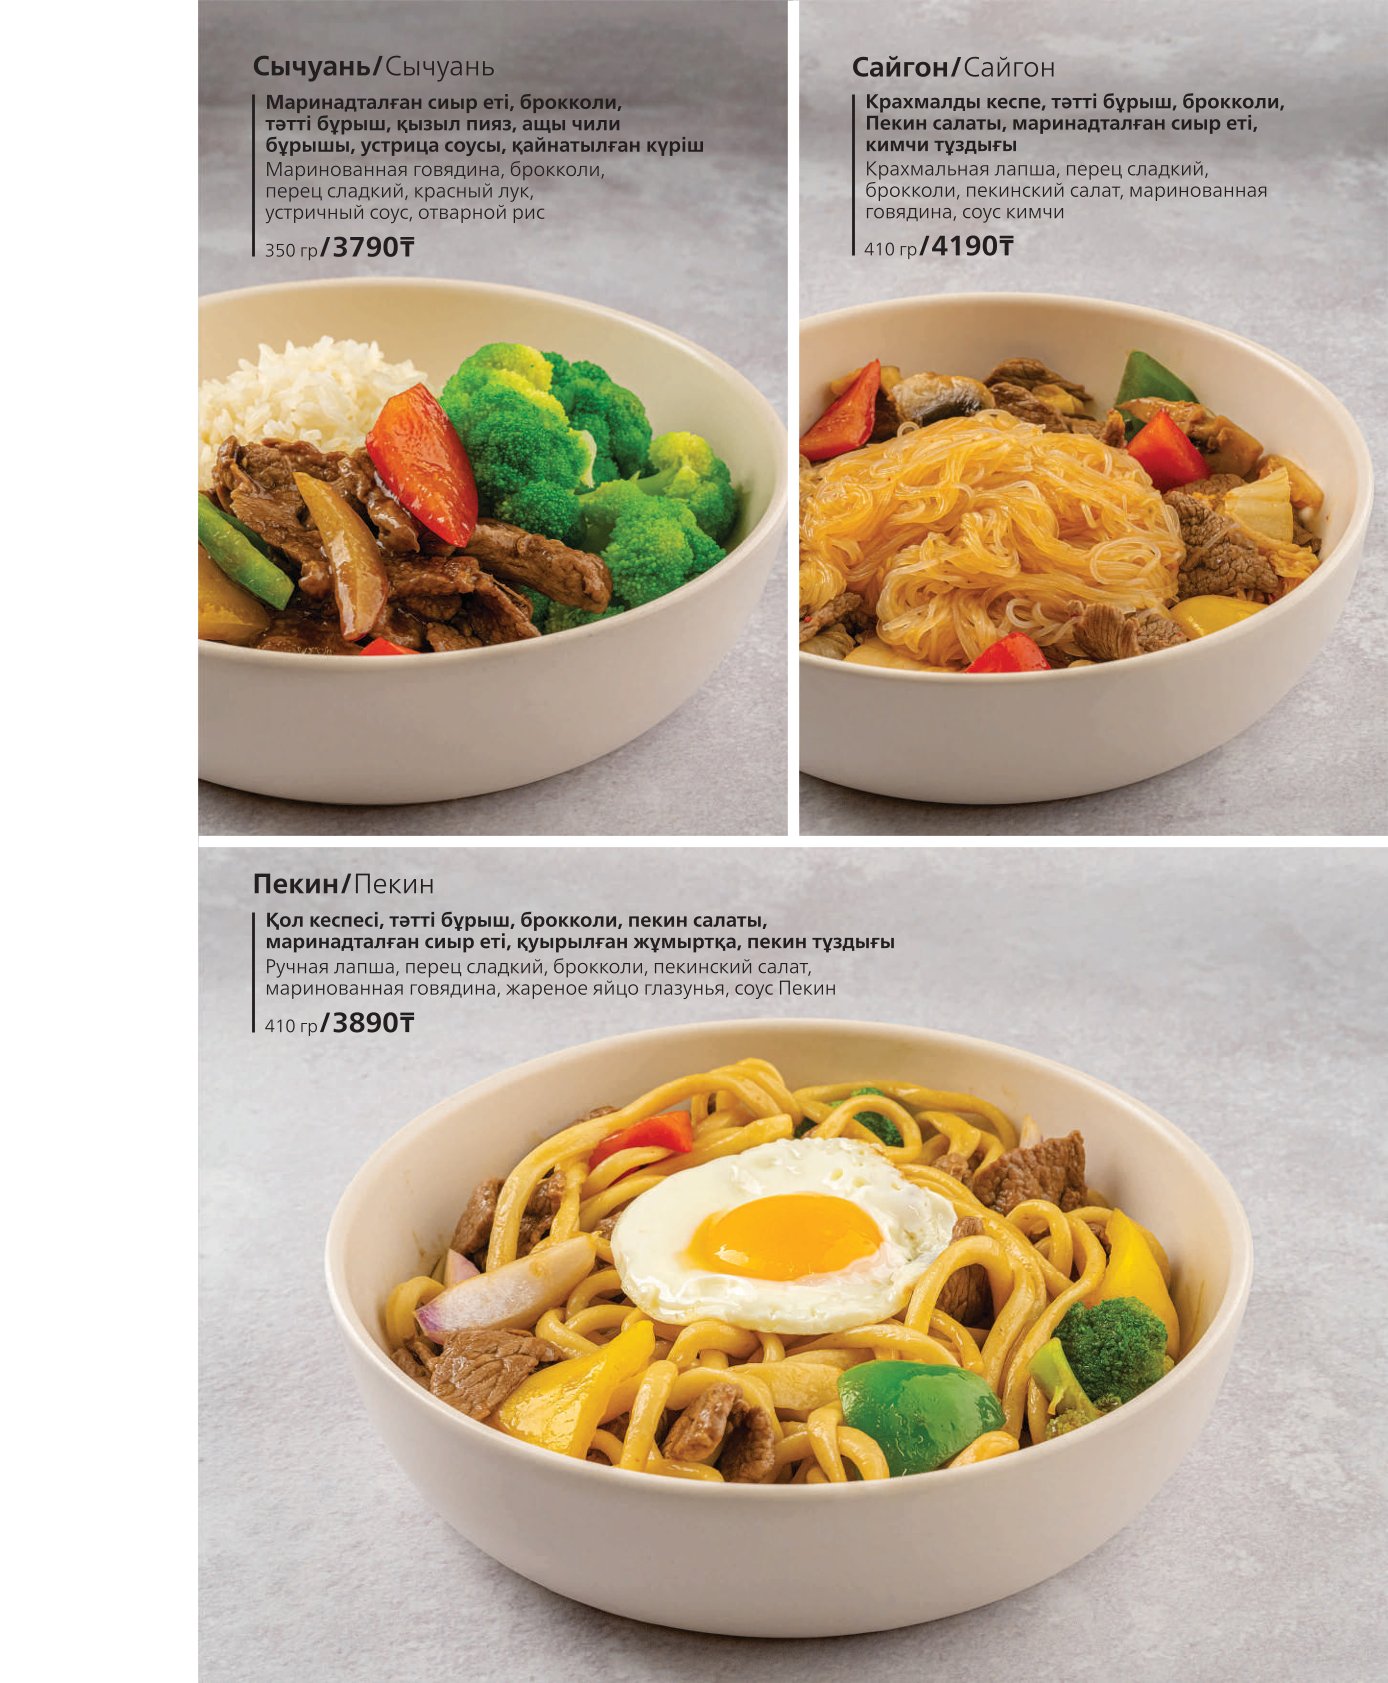 Сычуань/Сычуань
Маринадталған сиыр еті, брокколи,
тәтті бұрыш, қызыл пияз, ащы чили
бұрышы, устрица соусы, қайнатылған күріш
Маринованная говядина, брокколи,
перец сладкий, красный лук,
устричный соус, отварной рис
350 гр/3790₸
Сайгон/Сайгон
Крахмалды кеспе, тәтті бұрыш, брокколи,
Пекин салаты, маринадталған сиыр еті,
кимчи тұздығы
Крахмальная лапша, перец сладкий,
брокколи, пекинский салат, маринованная
говядина, соус кимчи
410 гр/4190₸
Пекин/Пекин
Қол кеспесі, тәтті бұрыш, брокколи, пекин салаты,
маринадталған сиыр еті, қуырылған жұмыртқа, пекин тұздығы
Ручная лапша, перец сладкий, брокколи, пекинский салат,
маринованная говядина, жареное яйцо глазунья, соус Пекин
410 гр/3890₸